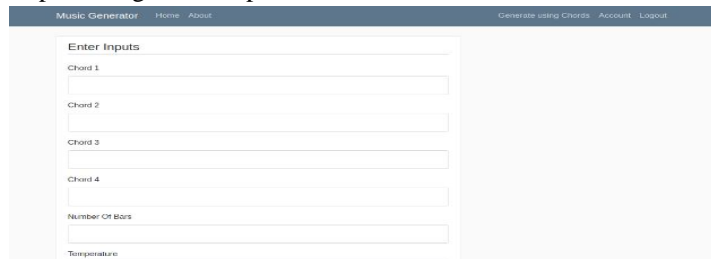 Music Generator Home About Generate using Chords Account Logout
Enter Inputs
Chord 1
Chord 2
Chord 3
Chord 4
Number Of Bars
Temperature